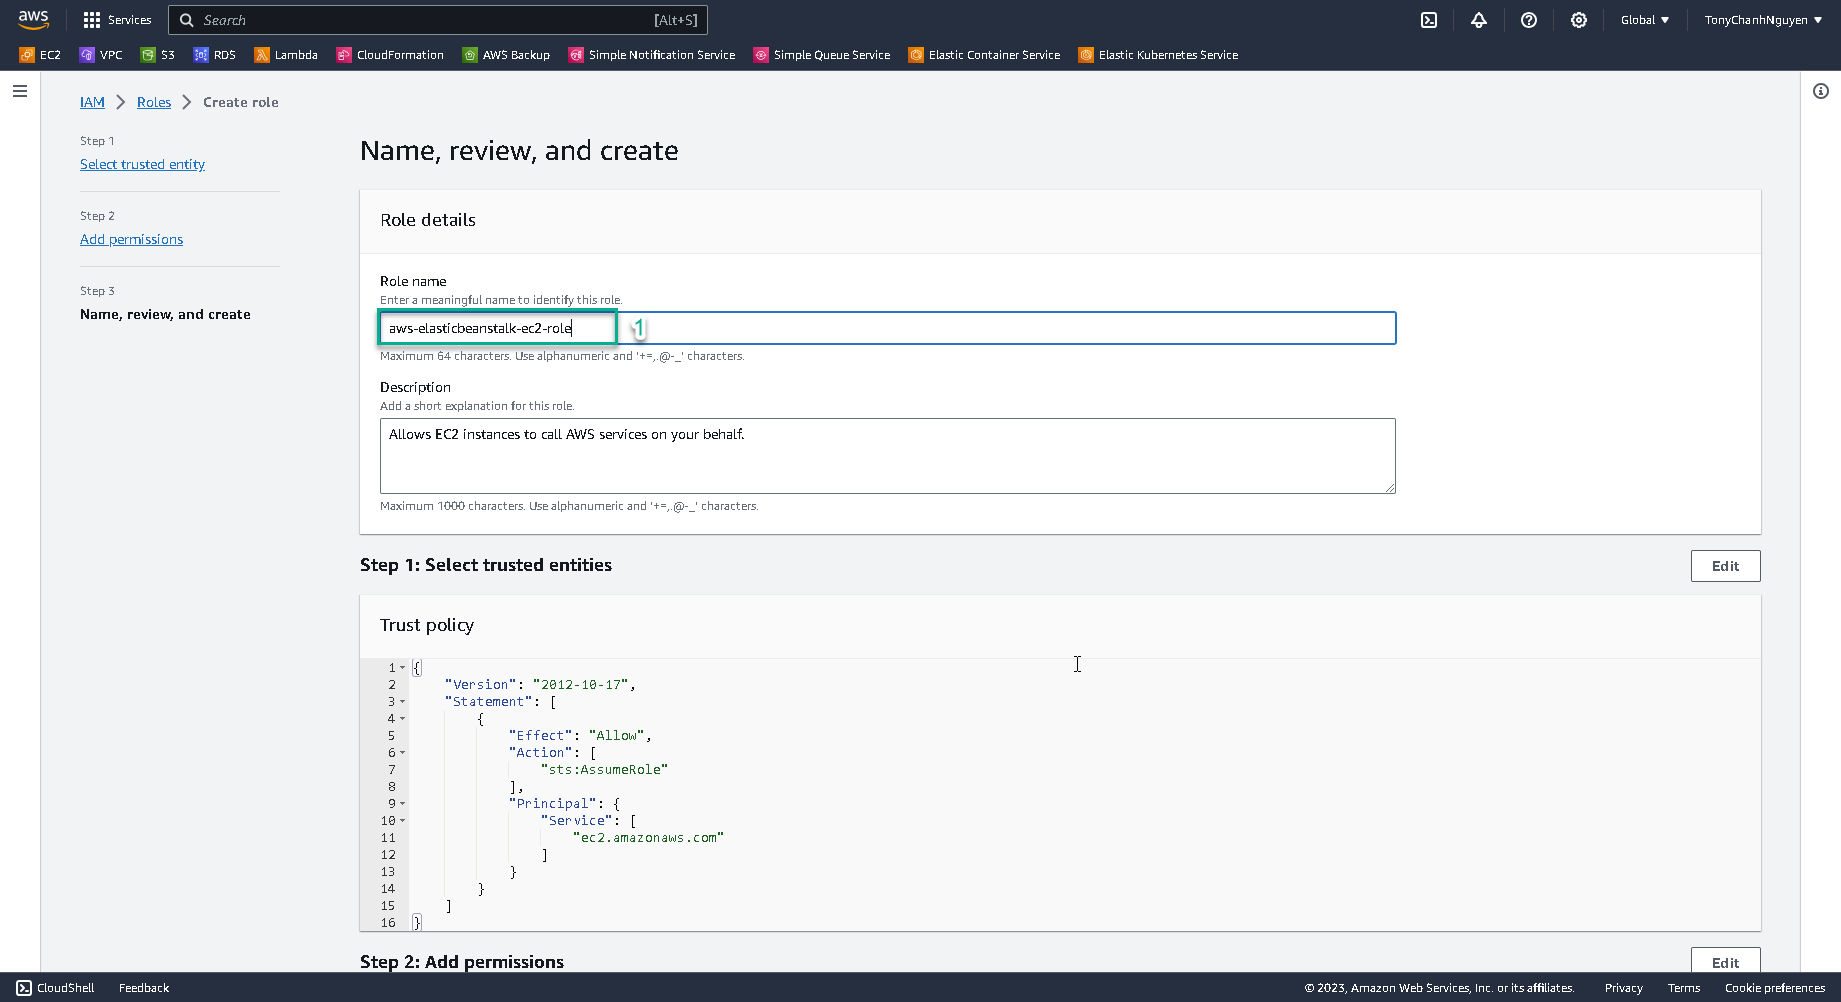 aws
Services
Search [Alt+S]
Global TonyChanhNguyen
EC2 VPC S3 RDS Lambda CloudFormation AWS Backup Simple Notification Service Simple Queue Service Elastic Container Service Elastic Kubernetes Service
IAM Roles Create role
Step 1
Select trusted entity
Step 2
Add permissions
Step 3
Name, review, and create
Name, review, and create
Role details
Role name
Enter a meaningful name to identify this role.
aws-elasticbeanstalk-ec2-role 1
Maximum 64 characters. Use alphanumeric and '+=,.@-_' characters.
Description
Add a short explanation for this role.
Allows EC2 instances to call AWS services on your behalf.
Maximum 1000 characters. Use alphanumeric and '+=,.@-_' characters.
Step 1: Select trusted entities
Edit
Trust policy
1 {
2 "Version": "2012-10-17",
3 "Statement": [
4 {
5 "Effect": "Allow",
6 "Action": [
7 "sts:AssumeRole"
8 ],
9 "Principal": {
10 "Service": [
11 "ec2.amazonaws.com"
12 ]
13 }
14 }
15 ]
16 }
Step 2: Add permissions
Edit
CloudShell Feedback © 2023, Amazon Web Services, Inc. or its affiliates. Privacy Terms Cookie preferences